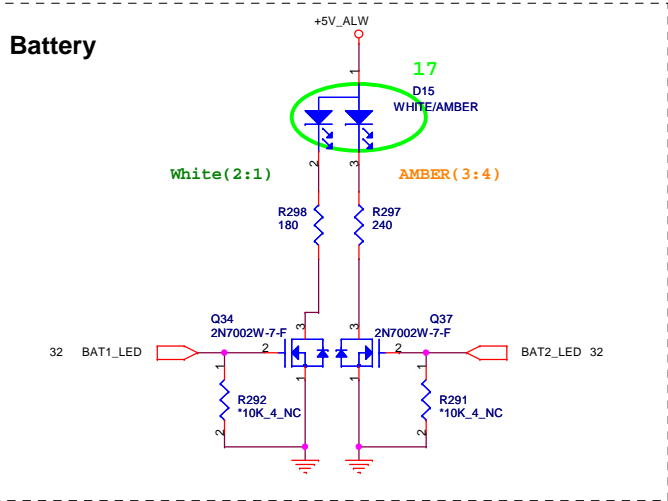 +5V_ALW
Battery
1
17
D15
WHITE/AMBER
2
3
White(2:1)
AMBER(3:4)
R298
180
R297
240
Q34
2N7002W-7-F
Q37
2N7002W-7-F
3
3
32 BAT1_LED
2
2
BAT2_LED 32
1
1
1
1
R292
*10K_4_NC
R291
*10K_4_NC
2
2